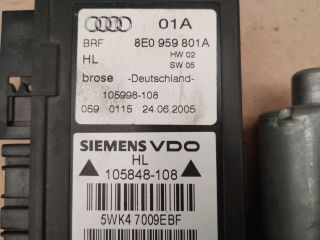 01A
BRF 8E0 959 801A
HL HW 02
SW 05
brose -Deutschland-
105998-108
059 0115 24.06.2005
SIEMENS VDO
HL
105848-108
5WK4 7009EBF